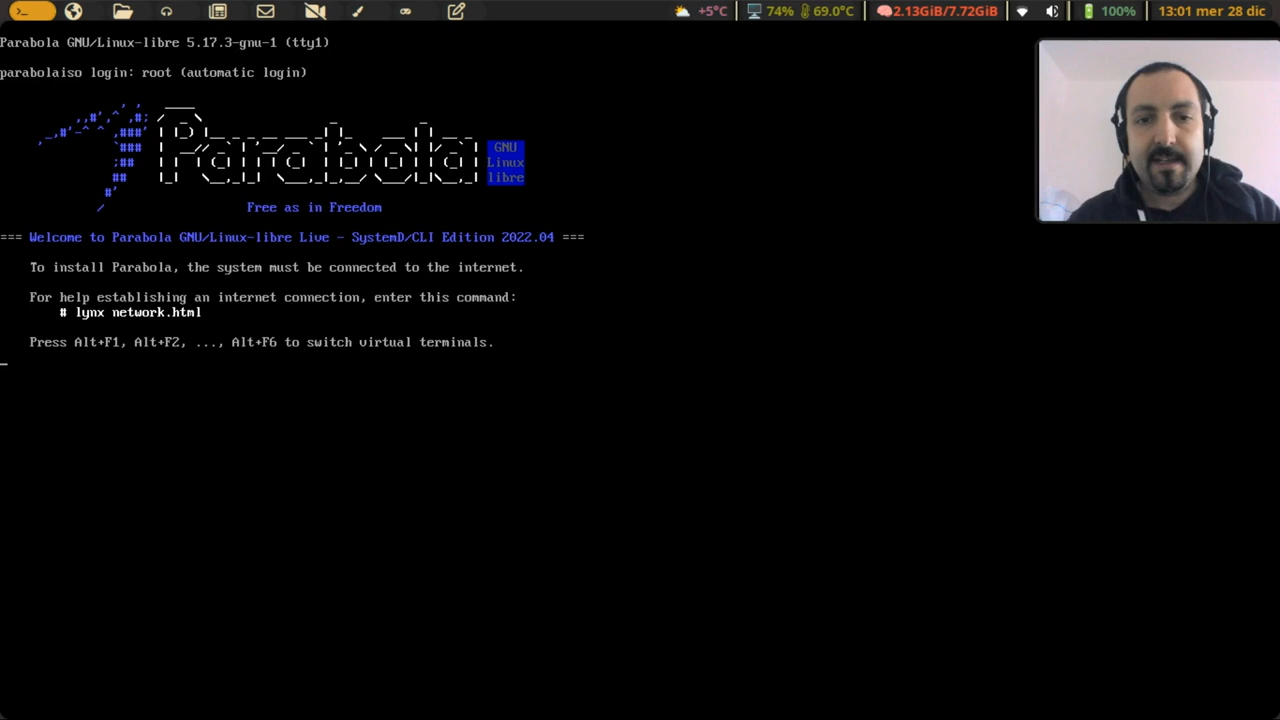 +5°C 74% 69.0°C 2.13GiB/7.72GiB 100% 13:01 mer 28 dic
Parabola GNU/Linux-libre 5.17.3-gnu-1 (tty1)
parabolaiso login: root (automatic login)
Parabola
GNU
Linux
libre
Free as in Freedom
=== Welcome to Parabola GNU/Linux-libre Live - SystemD/CLI Edition 2022.04 ===
To install Parabola, the system must be connected to the internet.
For help establishing an internet connection, enter this command:
# lynx network.html
Press Alt+F1, Alt+F2, ..., Alt+F6 to switch virtual terminals.